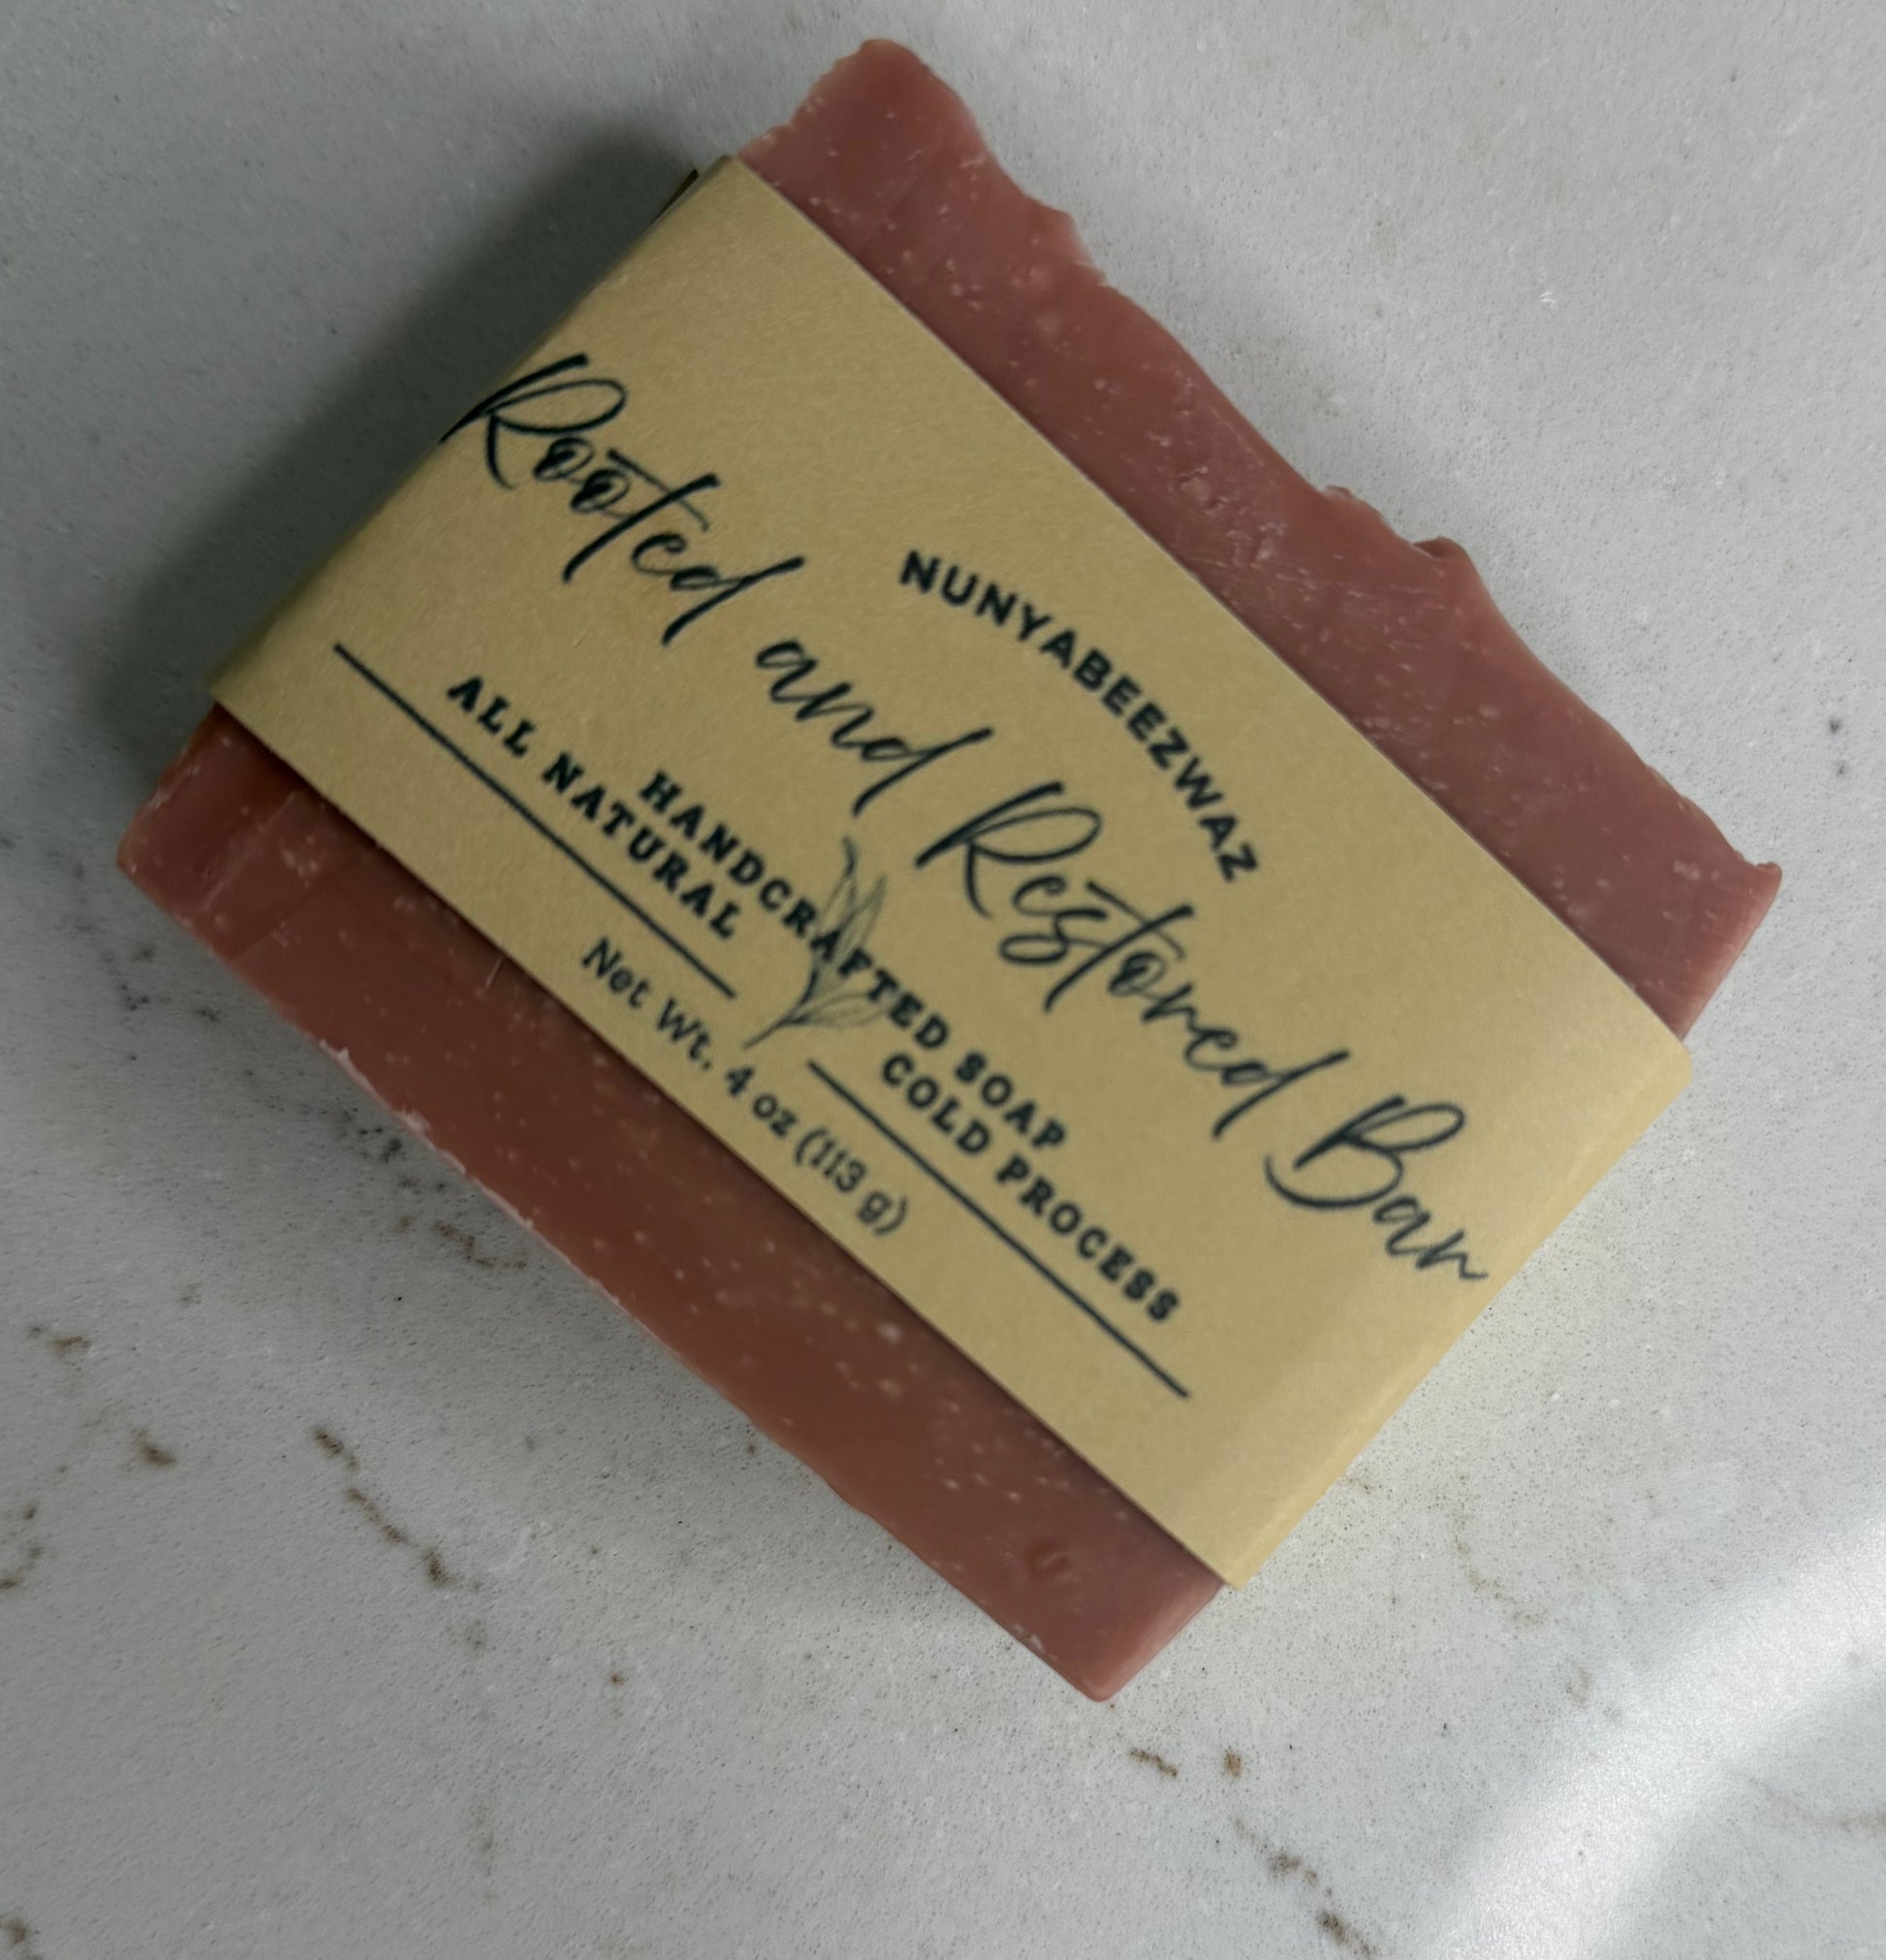 NUNYABEEZWAZ
Rooted and Restored Bar
HANDCRAFTED SOAP
ALL NATURAL
COLD PROCESS
Net Wt. 4 oz (113 g)